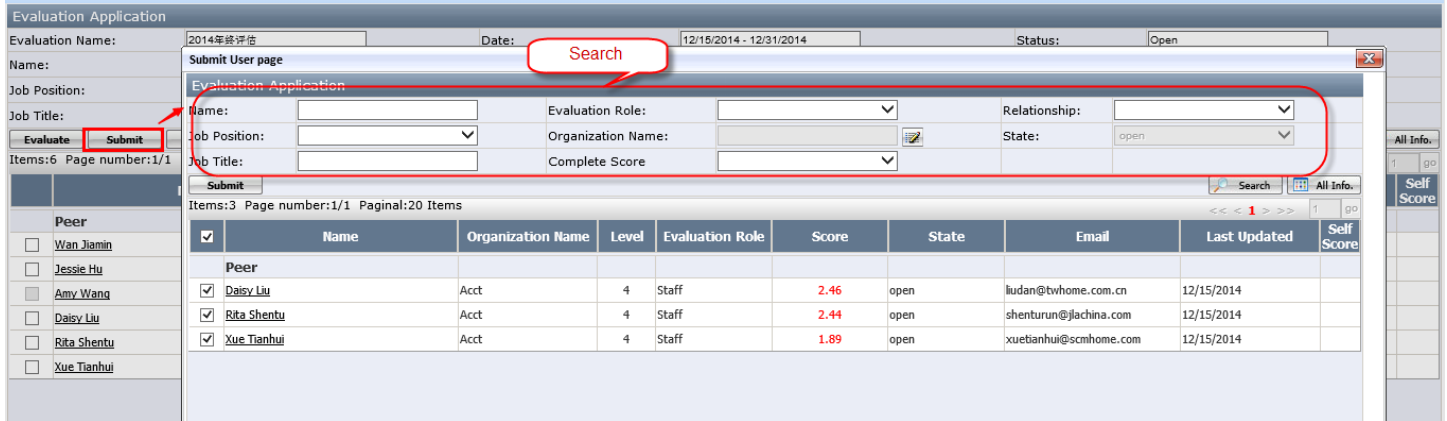 Evaluation Application
Evaluation Name: 2014年终评估 Date: 12/15/2014 - 12/31/2014 Status: Open
Search
Name:
Job Position:
Job Title:
Evaluate Submit All Info.
Items:6 Page number:1/1 1 go
Self Score
Peer
Wan Jiamin
Jessie Hu
Amy Wang
Daisy Liu
Rita Shentu
Xue Tianhui
Submit User page
Evaluation Application
Name: Evaluation Role: Relationship:
Job Position: Organization Name: State: open
Job Title: Complete Score
Submit Search All Info.
Items:3 Page number:1/1 Paginal:20 Items << < 1 > >> 1 go
Name Organization Name Level Evaluation Role Score State Email Last Updated Self Score
Peer
Daisy Liu Acct 4 Staff 2.46 open liudan@twhome.com.cn 12/15/2014
Rita Shentu Acct 4 Staff 2.44 open shenturun@jlachina.com 12/15/2014
Xue Tianhui Acct 4 Staff 1.89 open xuetianhui@scmhome.com 12/15/2014